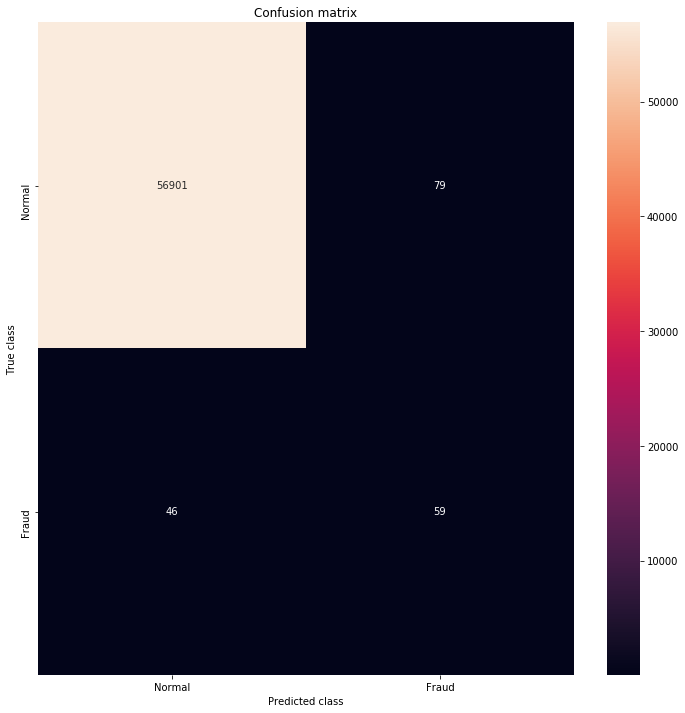 Confusion matrix
56901
79
46
59
Normal
Fraud
True class
Normal
Fraud
Predicted class
50000
40000
30000
20000
10000